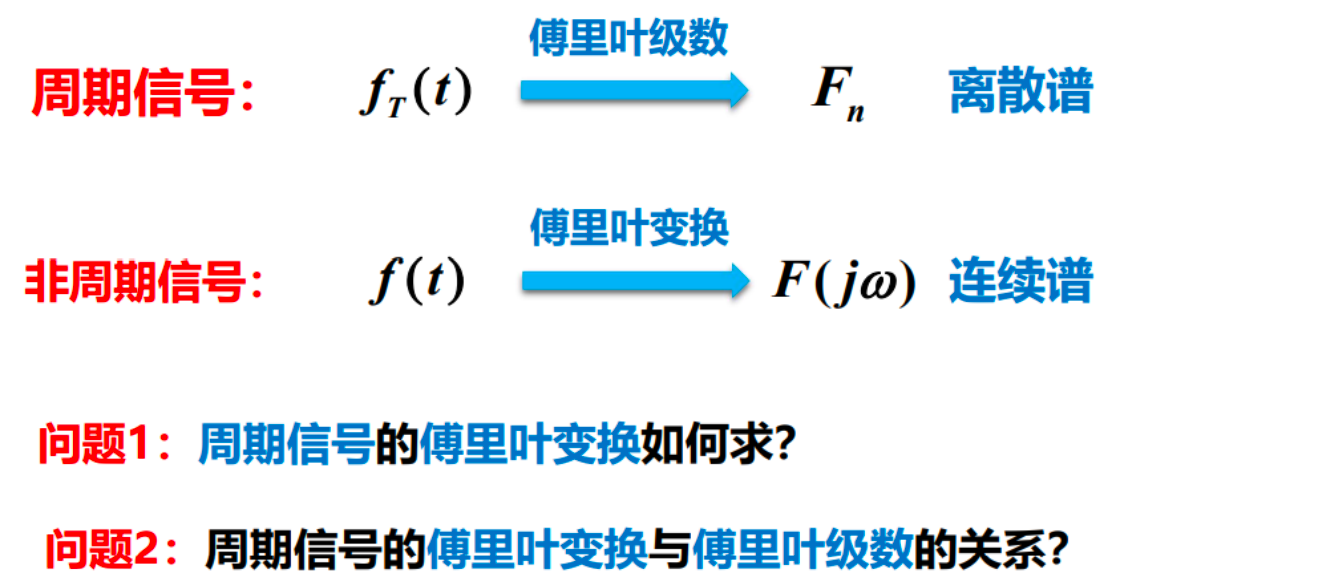 傅里叶级数
周期信号： f_T(t) F_n 离散谱
傅里叶变换
非周期信号： f(t) F(jω) 连续谱
问题1：周期信号的傅里叶变换如何求?
问题2：周期信号的傅里叶变换与傅里叶级数的关系?